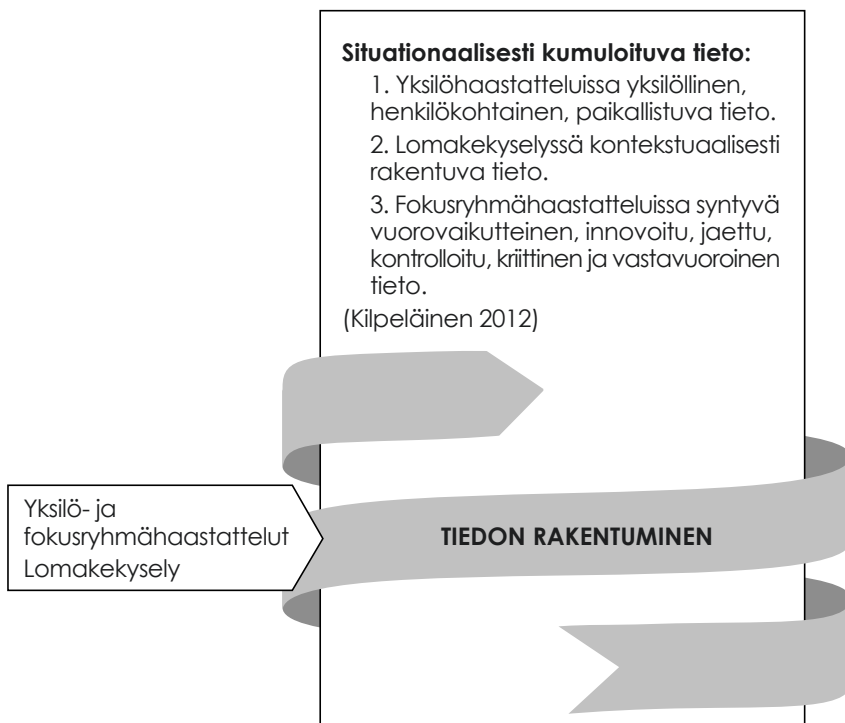 Situationaalisesti kumuloituva tieto:
1. Yksilöhaastatteluissa yksilöllinen,
henkilökohtainen, paikallistuva tieto.
2. Lomakekyselyssä kontekstuaalisesti
rakentuva tieto.
3. Fokusryhmähaastatteluissa syntyvä
vuorovaikutteinen, innovoitu, jaettu,
kontrolloitu, kriittinen ja vastavuoroinen
tieto.
(Kilpeläinen 2012)
Yksilö- ja
fokusryhmähaastattelut
Lomakekysely
TIEDON RAKENTUMINEN